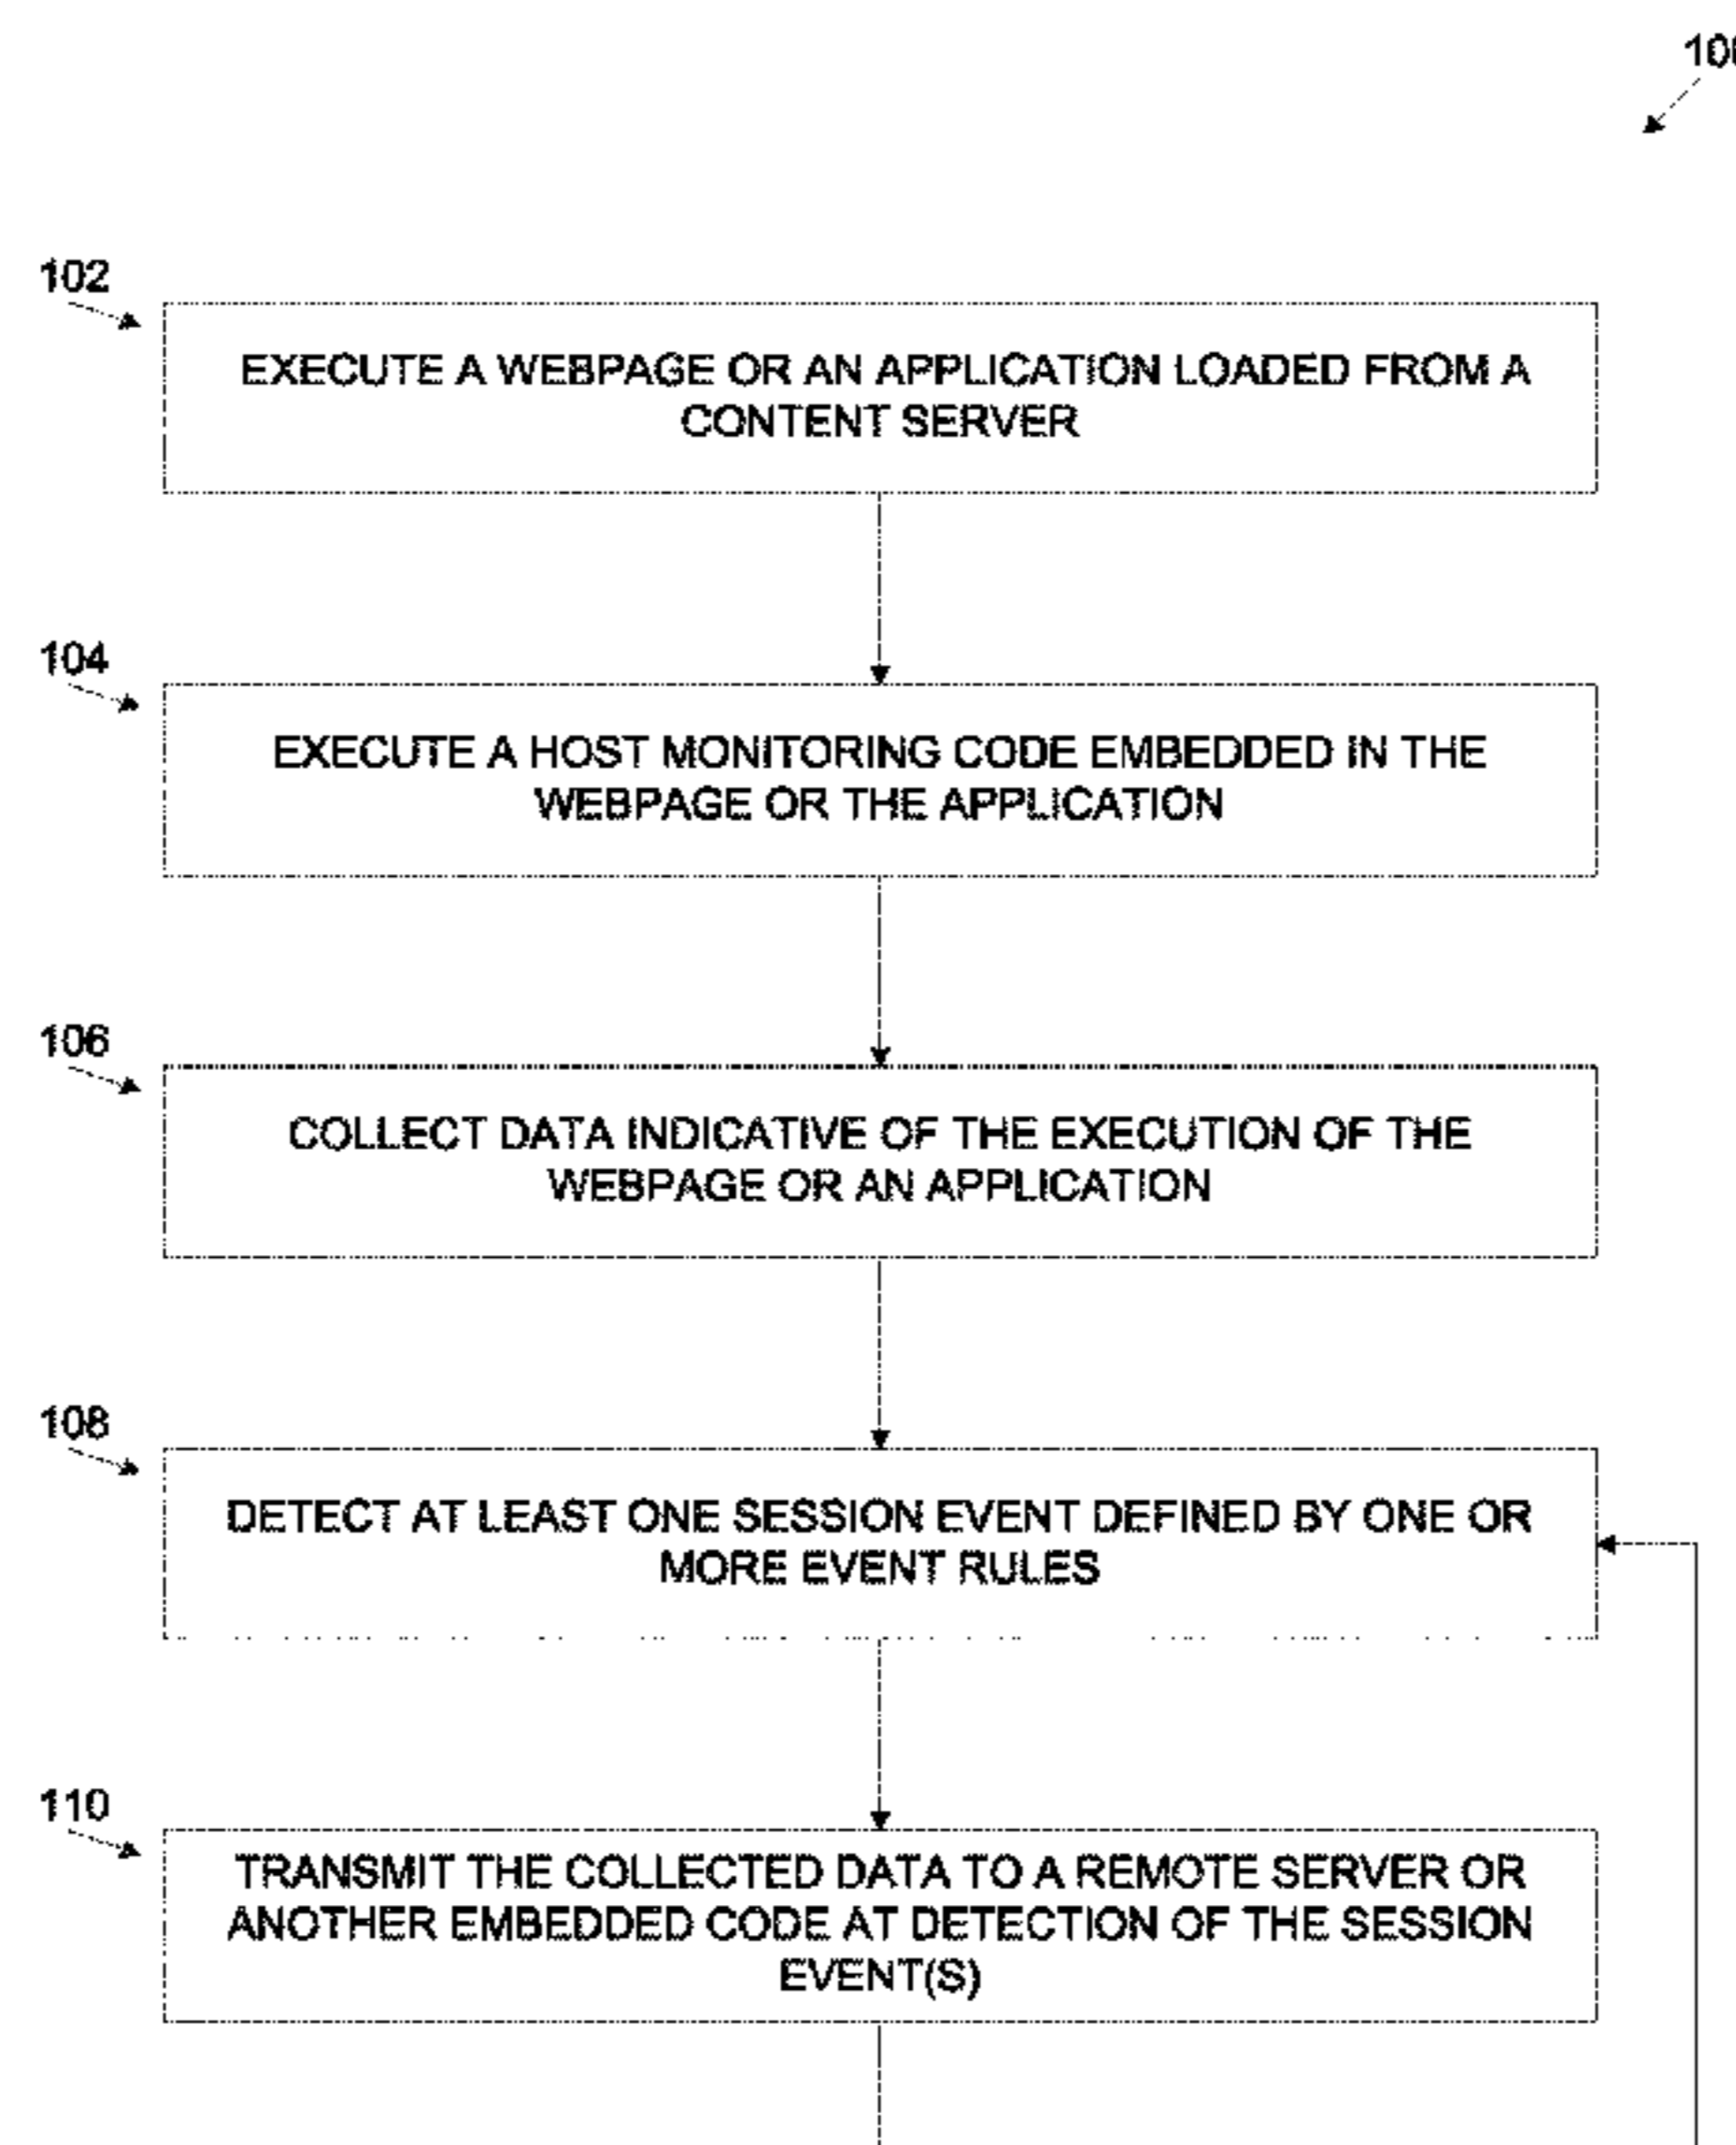 102
EXECUTE A WEBPAGE OR AN APPLICATION LOADED FROM A
CONTENT SERVER
104
EXECUTE A HOST MONITORING CODE EMBEDDED IN THE
WEBPAGE OR THE APPLICATION
106
COLLECT DATA INDICATIVE OF THE EXECUTION OF THE
WEBPAGE OR AN APPLICATION
108
DETECT AT LEAST ONE SESSION EVENT DEFINED BY ONE OR
MORE EVENT RULES
110
TRANSMIT THE COLLECTED DATA TO A REMOTE SERVER OR
ANOTHER EMBEDDED CODE AT DETECTION OF THE SESSION
EVENT(S)